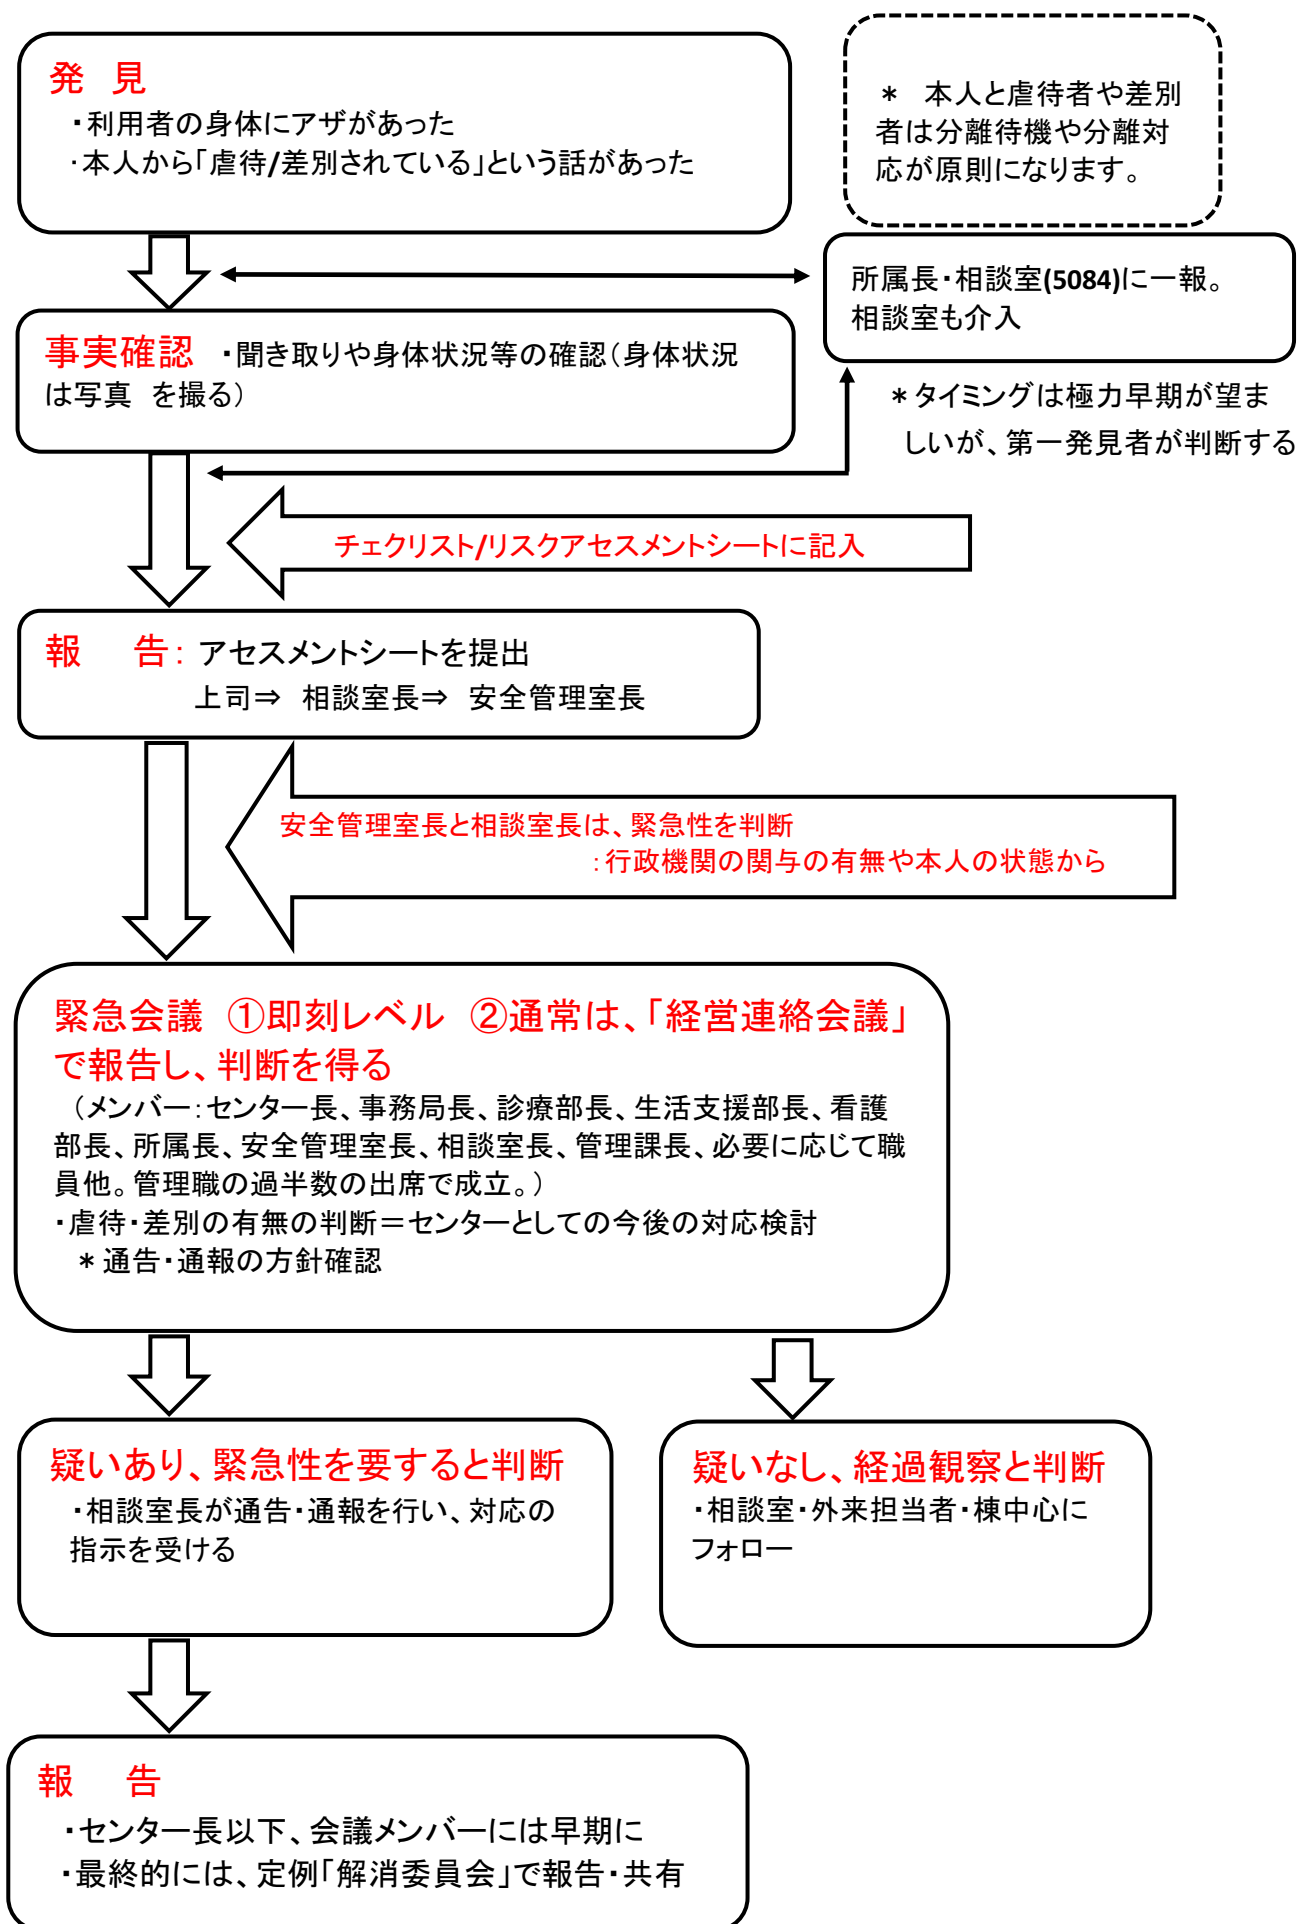 発　見
・利用者の身体にアザがあった
・本人から「虐待/差別されている」という話があった
＊　本人と虐待者や差別
者は分離待機や分離対
応が原則になります。
所属長・相談室(5084)に一報。
相談室も介入
事実確認　・聞き取りや身体状況等の確認（身体状況
は写真　を撮る）
＊タイミングは極力早期が望ま
しいが、第一発見者が判断する
チェクリスト/リスクアセスメントシートに記入
報　　告：アセスメントシートを提出
上司⇒　相談室長⇒　安全管理室長
安全管理室長と相談室長は、緊急性を判断
：行政機関の関与の有無や本人の状態から
緊急会議　①即刻レベル　②通常は、「経営連絡会議」
で報告し、判断を得る
（メンバー：センター長、事務局長、診療部長、生活支援部長、看護
部長、所属長、安全管理室長、相談室長、管理課長、必要に応じて職
員他。管理職の過半数の出席で成立。）
・虐待・差別の有無の判断＝センターとしての今後の対応検討
＊通告・通報の方針確認
疑いあり、緊急性を要すると判断
・相談室長が通告・通報を行い、対応の
指示を受ける
疑いなし、経過観察と判断
・相談室・外来担当者・棟中心に
フォロー
報　　告
・センター長以下、会議メンバーには早期に
・最終的には、定例「解消委員会」で報告・共有